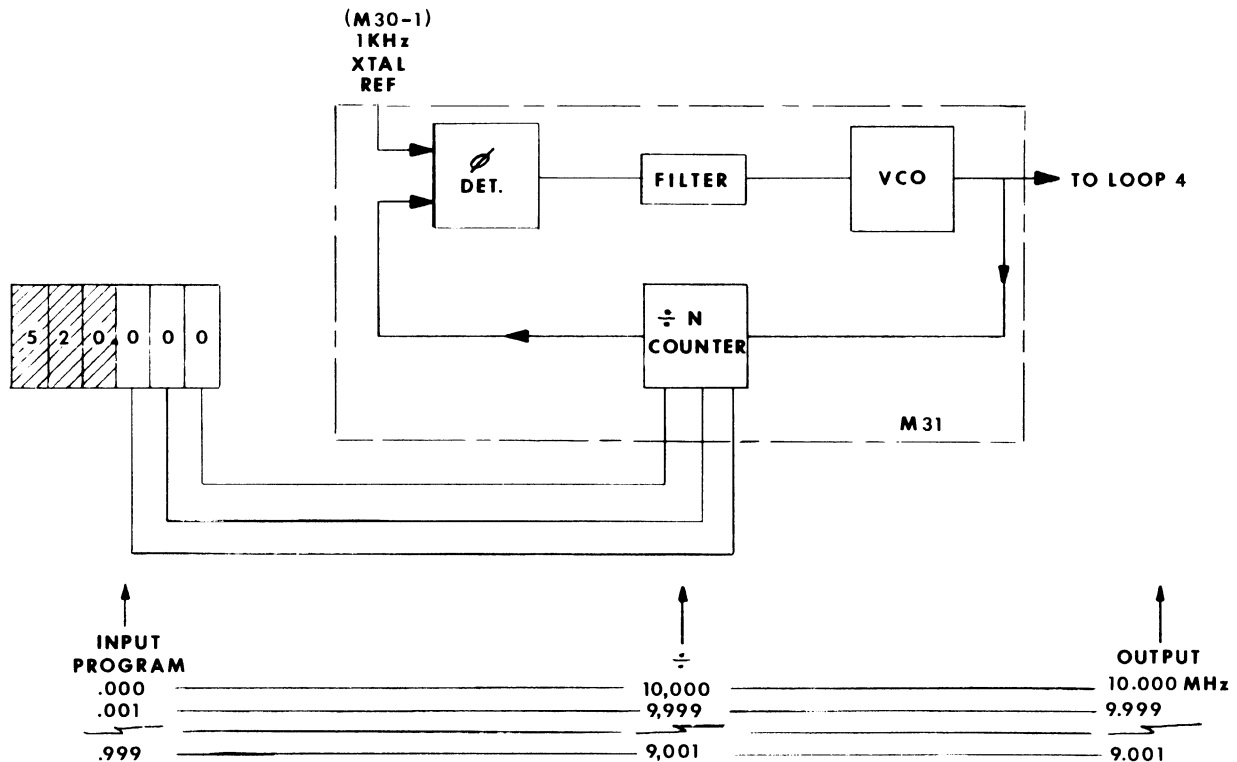 (M30-1)
1KHz
XTAL
REF
Ø
DET.
FILTER
VCO
TO LOOP 4
5 2 0.0 0 0
÷ N
COUNTER
M31
INPUT
PROGRAM
÷
OUTPUT
.000 10,000 10.000 MHz
.001 9,999 9.999
.999 9,001 9.001